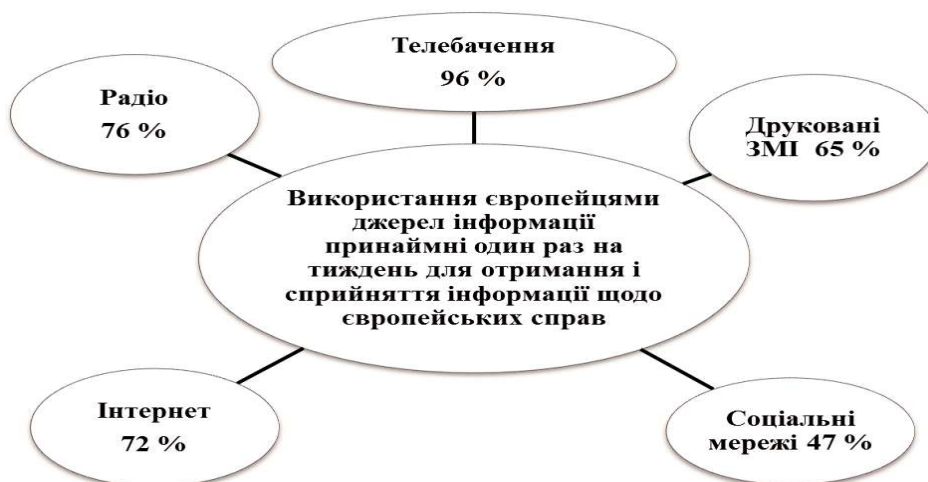 Телебачення
96 %
Радіо
76 %
Друковані
ЗМІ 65 %
Використання європейцями
джерел інформації
принаймні один раз на
тиждень для отримання і
сприйняття інформації щодо
європейських справ
Інтернет
72 %
Соціальні
мережі 47 %